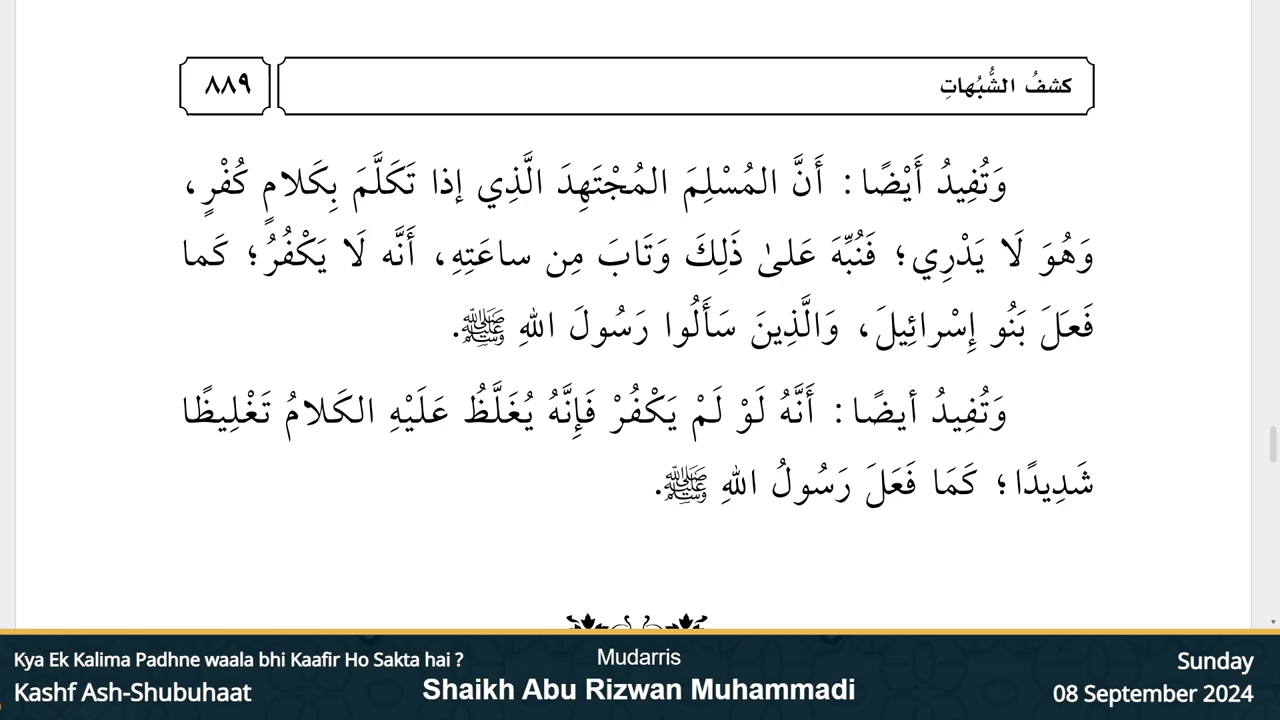 كشفُ الشُّبُهاتِ
٨٨٩
وَتُفِيدُ أَيْضًا: أَنَّ المُسْلِمَ المُجْتَهِدَ الَّذِي إذا تَكَلَّمَ بِكَلامٍ كُفْرٍ،
وَهُوَ لَا يَدْرِي؛ فَنُبِّهَ عَلىٰ ذَلِكَ وَتَابَ مِن ساعَتِهِ، أَنَّه لَا يَكْفُرُ؛ كَما
فَعَلَ بَنُو إِسْرائِيلَ، وَالَّذِينَ سَأَلُوا رَسُولَ اللهِ ﷺ.
وَتُفِيدُ أيضًا: أَنَّهُ لَوْ لَمْ يَكْفُرْ فَإِنَّهُ يُغَلَّظُ عَلَيْهِ الكَلامُ تَغْلِيظًا
شَدِيدًا؛ كَمَا فَعَلَ رَسُولُ اللهِ ﷺ.
Kya Ek Kalima Padhne waala bhi Kaafir Ho Sakta hai ?
Kashf Ash-Shubuhaat
Mudarris
Shaikh Abu Rizwan Muhammadi
Sunday
08 September 2024